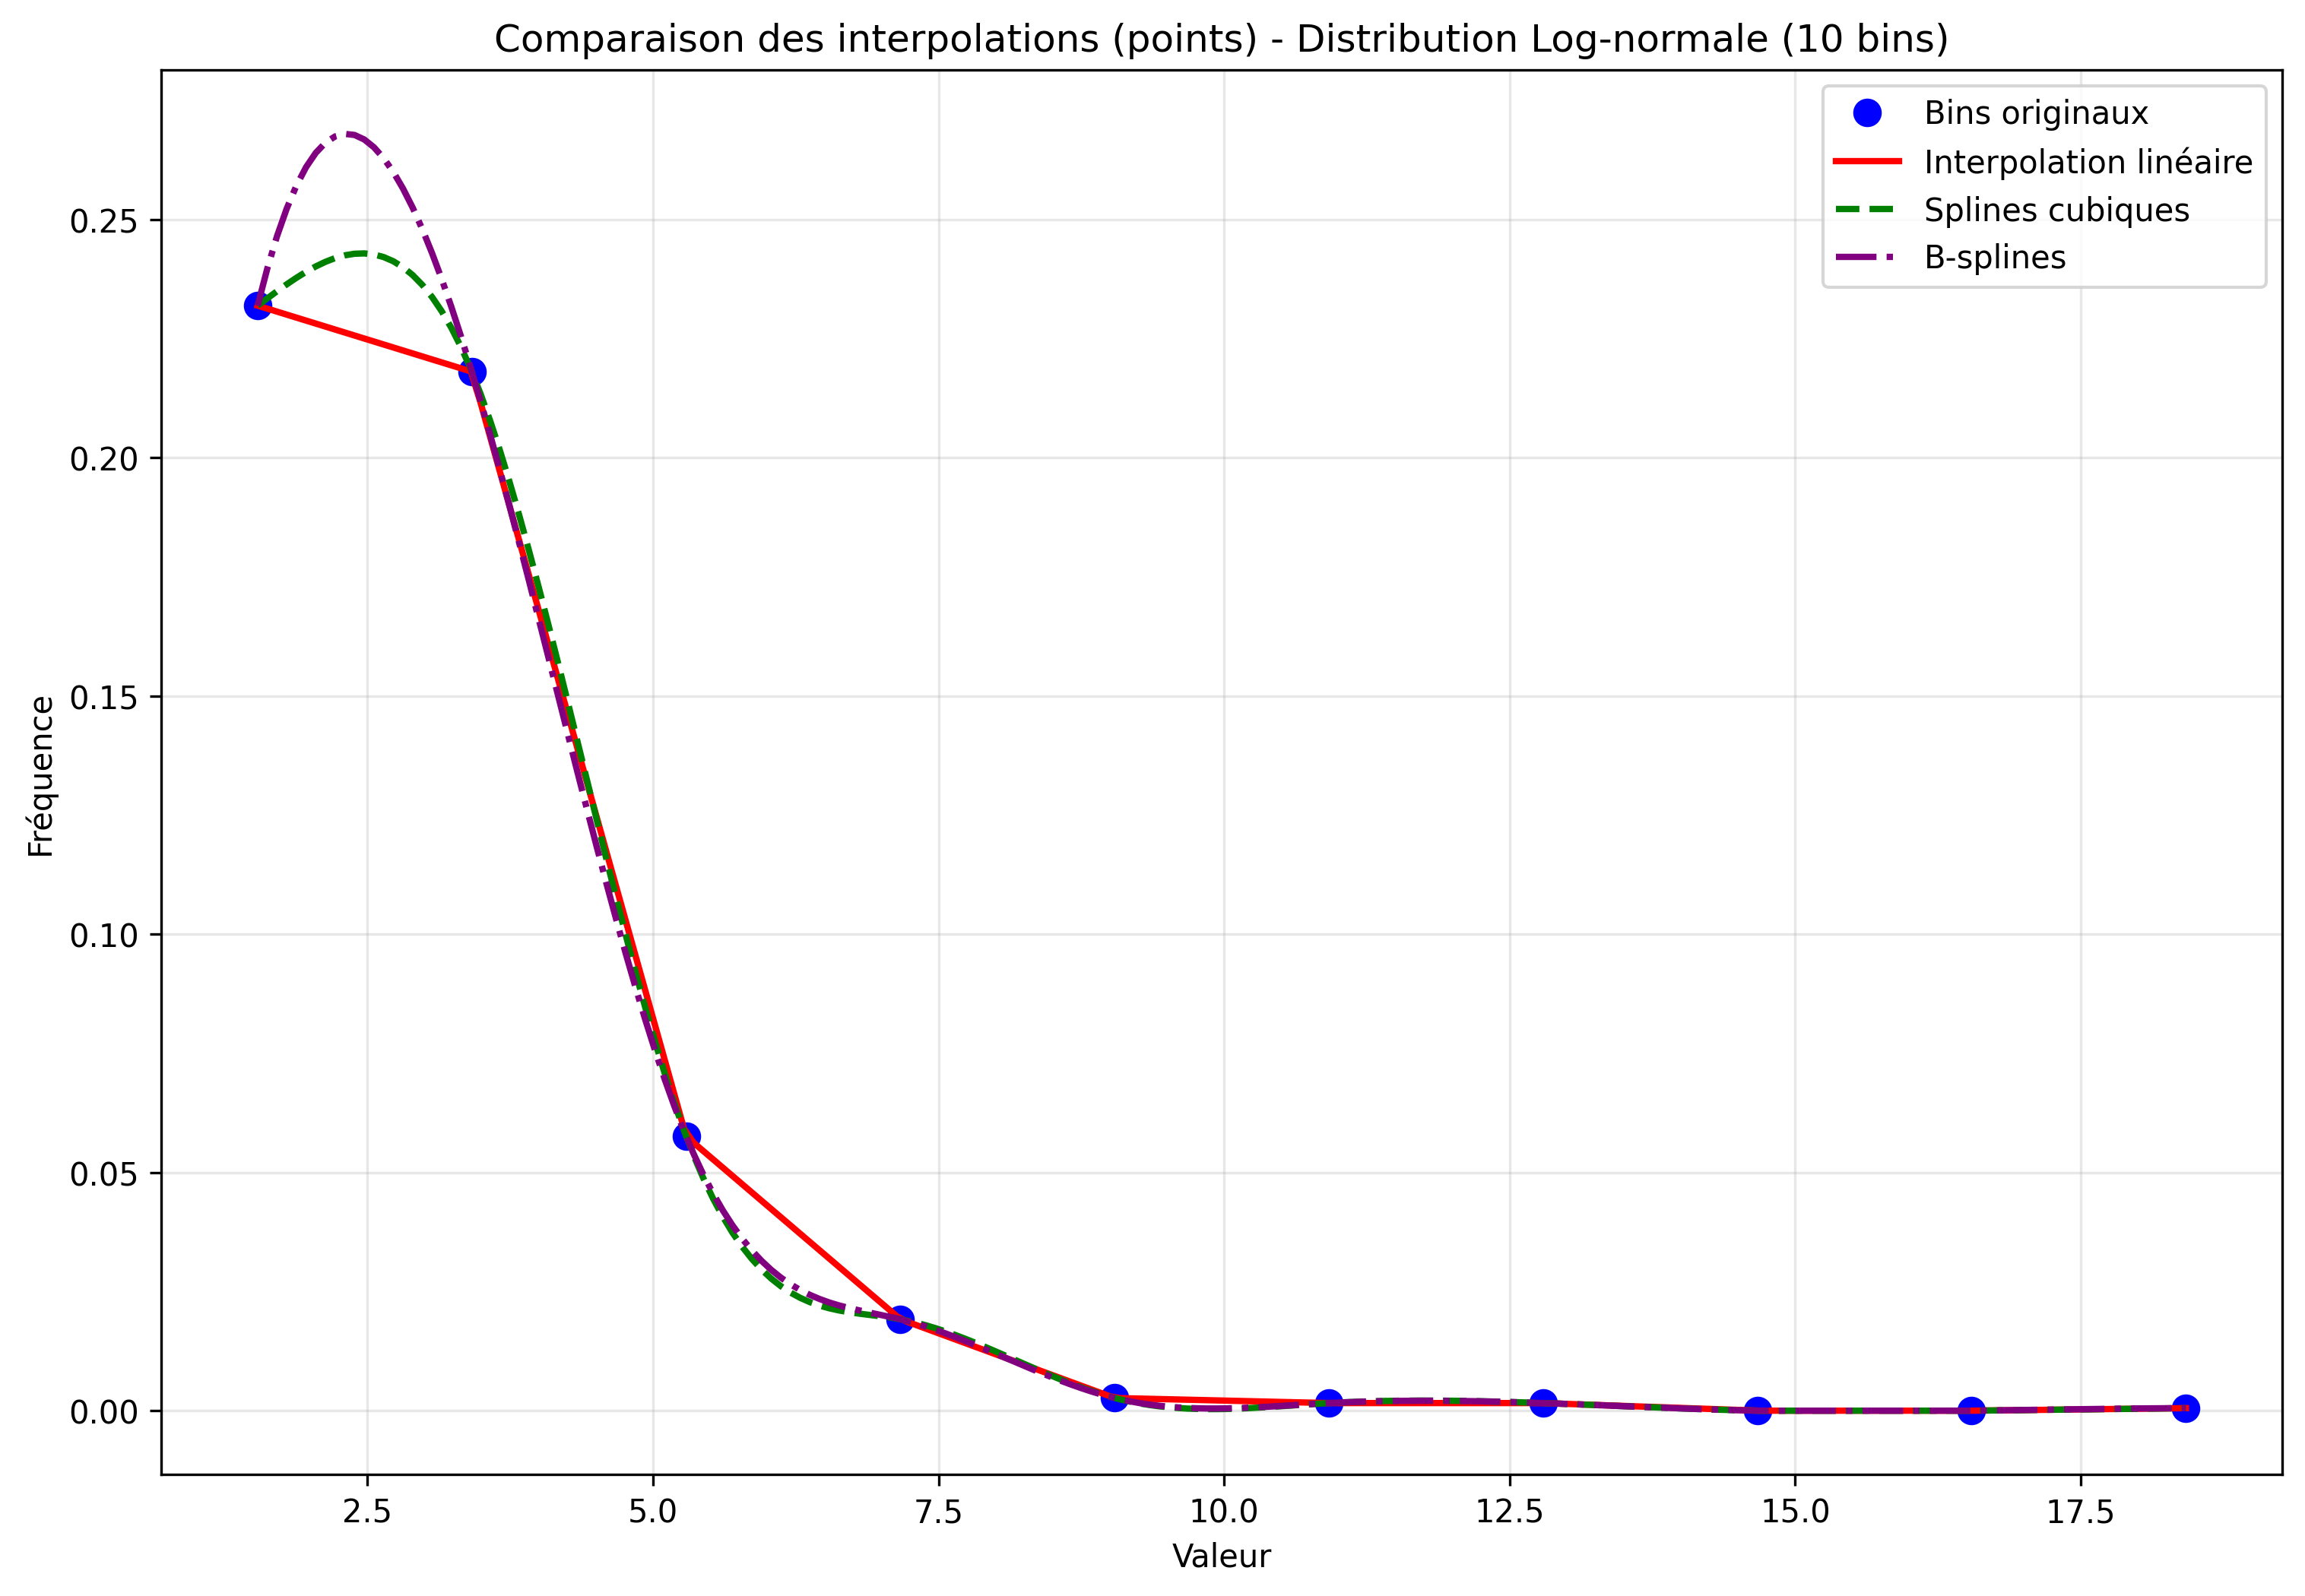 Comparaison des interpolations (points) - Distribution Log-normale (10 bins)
Bins originaux
Interpolation linéaire
Splines cubiques
B-splines
Fréquence
0.25
0.20
0.15
0.10
0.05
0.00
2.5 5.0 7.5 10.0 12.5 15.0 17.5
Valeur